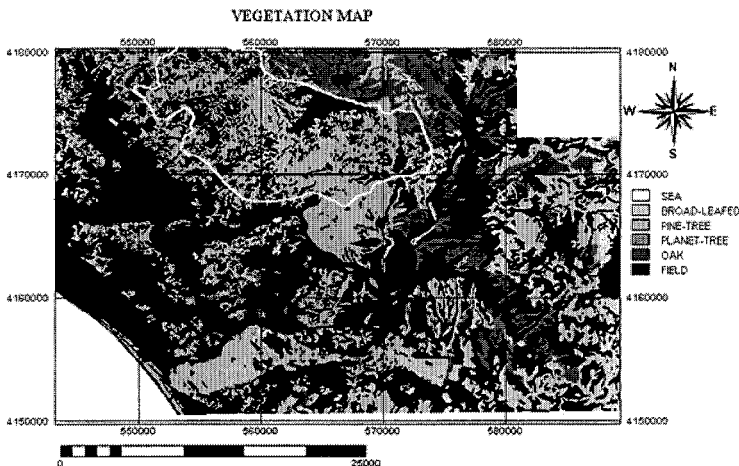 VEGETATION MAP
550000 560000 570000 580000
4180000 4180000
N
W E
S
4170000 4170000
SEA
BROAD-LEAFED
PINE-TREE
PLANET-TREE
OAK
FIELD
4160000 4160000
4150000 4150000
550000 560000 570000 580000
0 25000